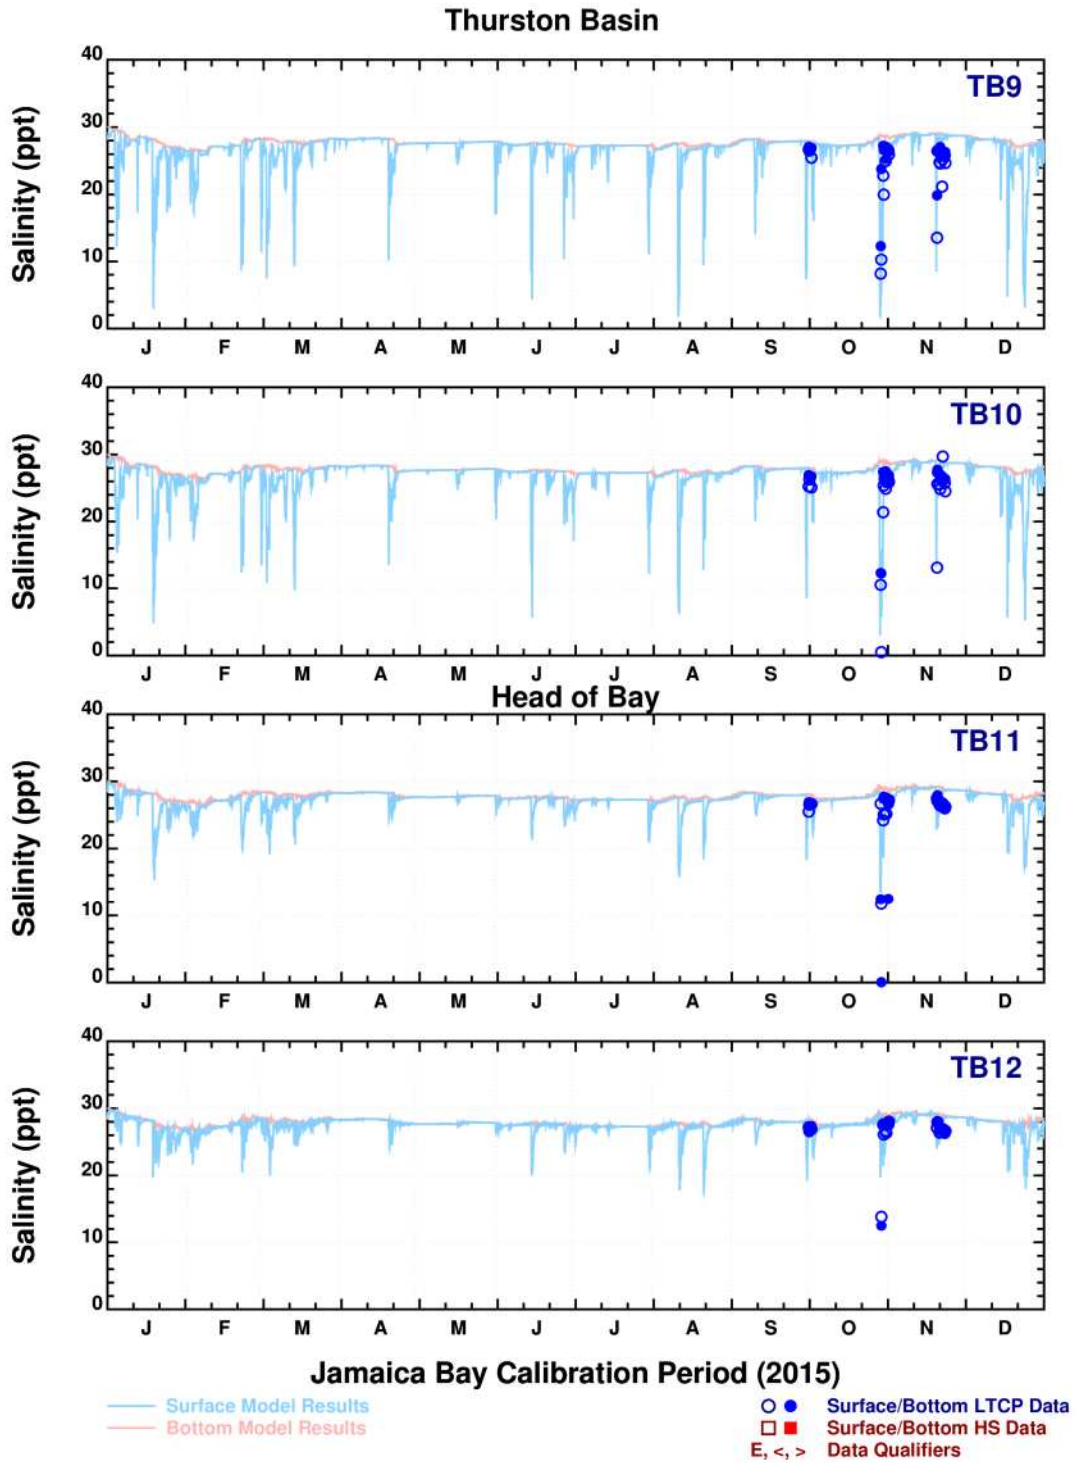 Thurston Basin
TB9
Salinity (ppt)
40
30
20
10
0
J F M A M J J A S O N D
TB10
Salinity (ppt)
40
30
20
10
0
J F M A M J J A S O N D
Head of Bay
TB11
Salinity (ppt)
40
30
20
10
0
J F M A M J J A S O N D
TB12
Salinity (ppt)
40
30
20
10
0
J F M A M J J A S O N D
Jamaica Bay Calibration Period (2015)
Surface Model Results
Bottom Model Results
Surface/Bottom LTCP Data
Surface/Bottom HS Data
E, <, > Data Qualifiers